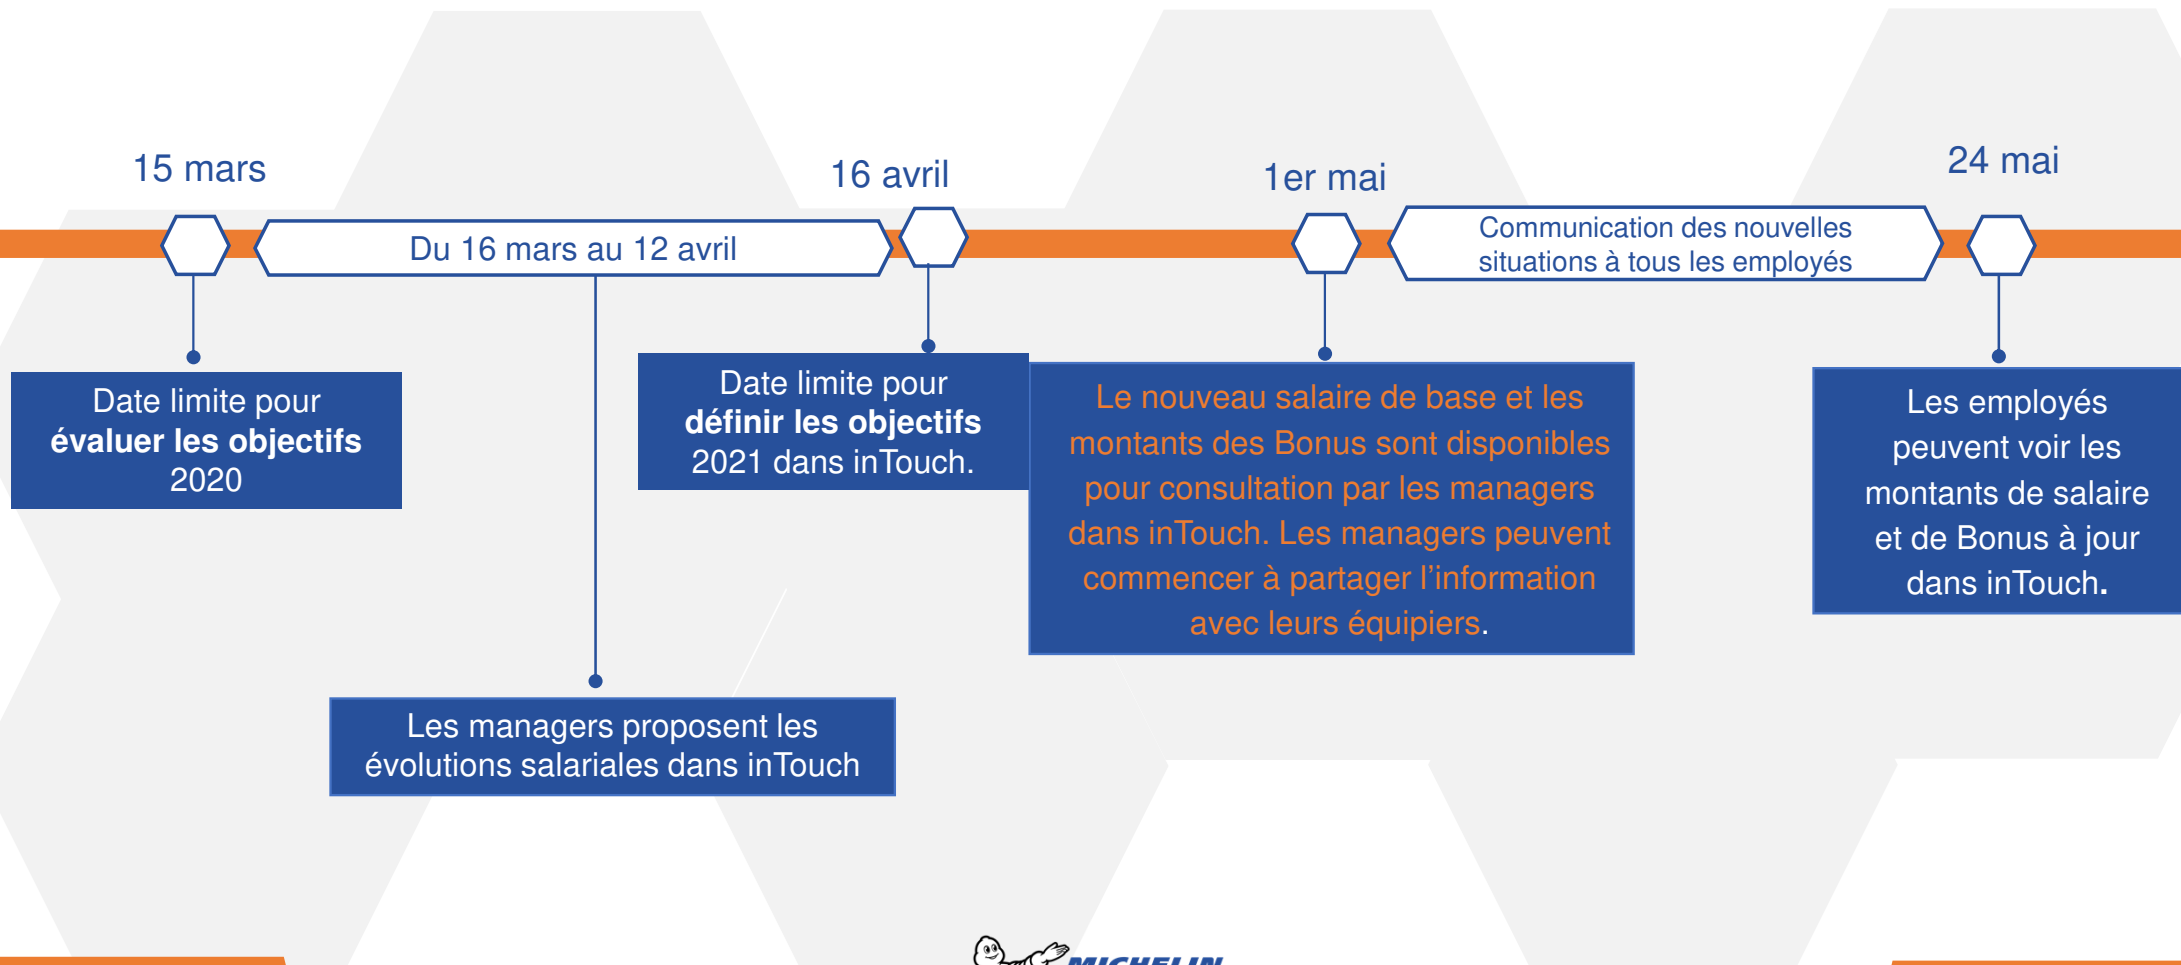 15 mars
16 avril
1er mai
24 mai
Du 16 mars au 12 avril
Communication des nouvelles
situations à tous les employés
Date limite pour
évaluer les objectifs
2020
Les managers proposent les
évolutions salariales dans inTouch
Date limite pour
définir les objectifs
2021 dans inTouch.
Le nouveau salaire de base et les
montants des Bonus sont disponibles
pour consultation par les managers
dans inTouch. Les managers peuvent
commencer à partager l'information
avec leurs équipiers.
Les employés
peuvent voir les
montants de salaire
et de Bonus à jour
dans inTouch.
MICHELIN